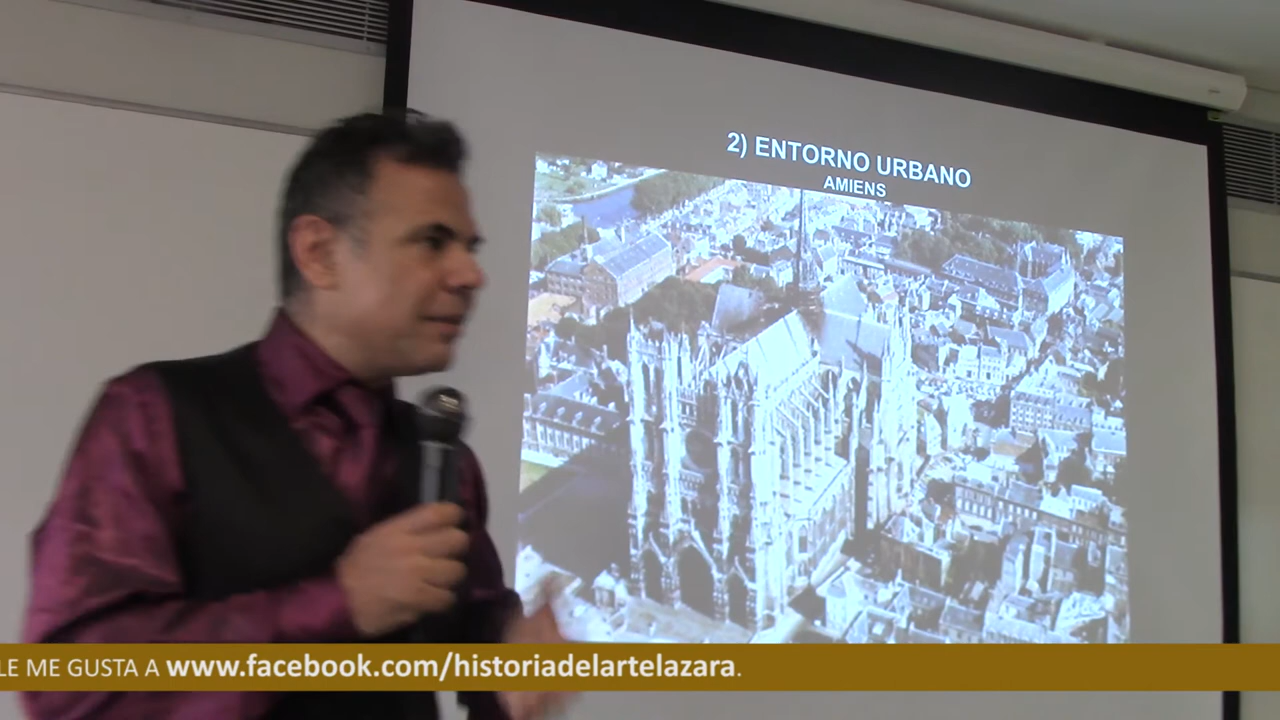 2) ENTORNO URBANO
AMIENS
LE ME GUSTA A www.facebook.com/historiadelartelazara.